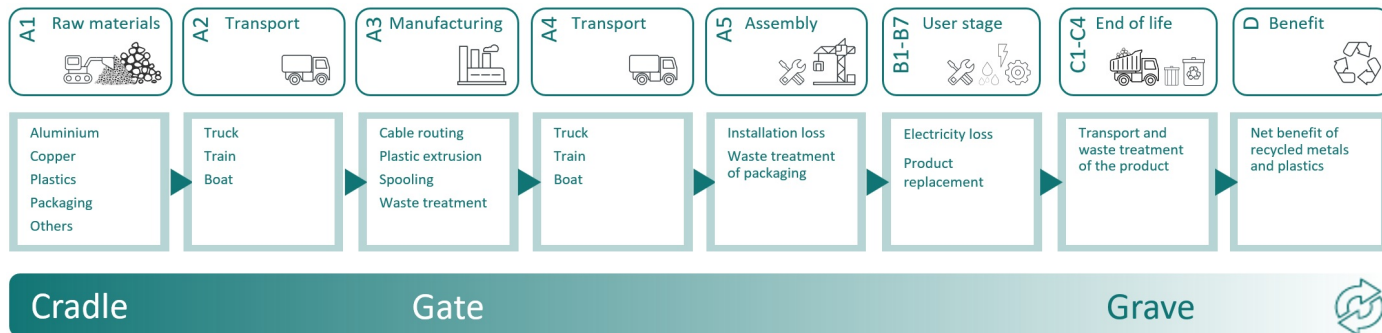 A1 Raw materials
A2 Transport
A3 Manufacturing
A4 Transport
A5 Assembly
B1-B7 User stage
C1-C4 End of life
D Benefit
Aluminium
Copper
Plastics
Packaging
Others
Truck
Train
Boat
Cable routing
Plastic extrusion
Spooling
Waste treatment
Truck
Train
Boat
Installation loss
Waste treatment
of packaging
Electricity loss
Product
replacement
Transport and
waste treatment
of the product
Net benefit of
recycled metals
and plastics
Cradle
Gate
Grave